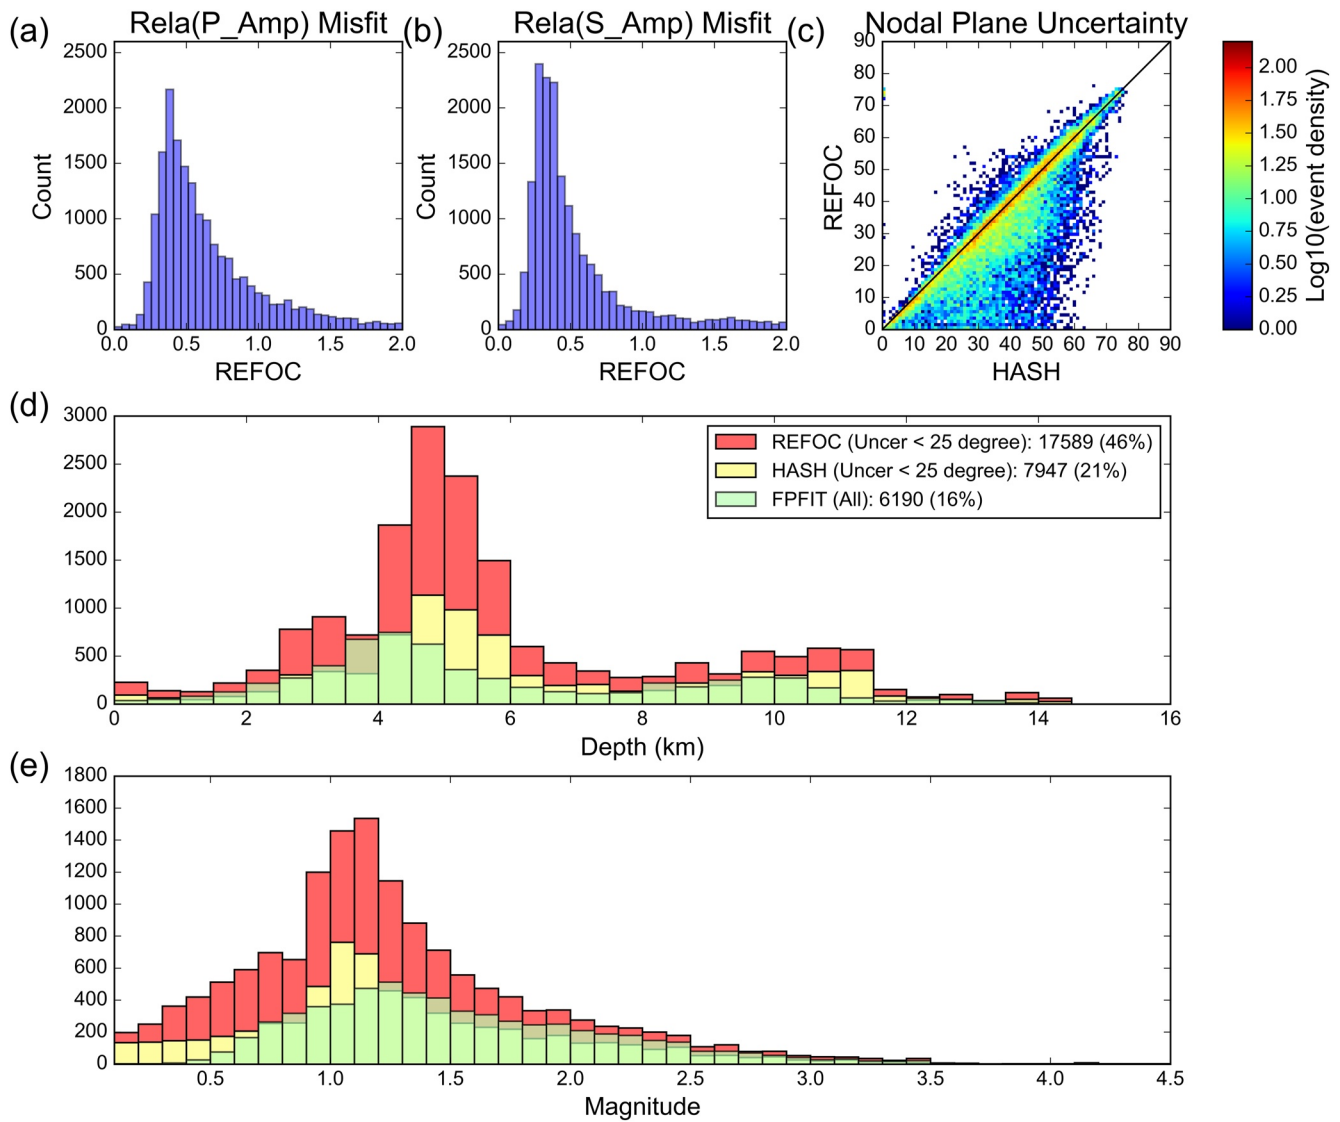 (a) Rela(P_Amp) Misfit
2500
2000
1500
1000
500
0
Count
0.0 0.5 1.0 1.5 2.0
REFOC
(b) Rela(S_Amp) Misfit
2500
2000
1500
1000
500
0
Count
0.0 0.5 1.0 1.5 2.0
REFOC
(c) Nodal Plane Uncertainty
90
80
70
60
50
40
30
20
10
0
REFOC
0 10 20 30 40 50 60 70 80 90
HASH
2.00
1.75
1.50
1.25
1.00
0.75
0.50
0.25
0.00
Log10(event density)
(d)
3000
2500
2000
1500
1000
500
0
REFOC (Uncer < 25 degree): 17589 (46%)
HASH (Uncer < 25 degree): 7947 (21%)
FPFIT (All): 6190 (16%)
0 2 4 6 8 10 12 14 16
Depth (km)
(e)
1800
1600
1400
1200
1000
800
600
400
200
0
0.5 1.0 1.5 2.0 2.5 3.0 3.5 4.0 4.5
Magnitude